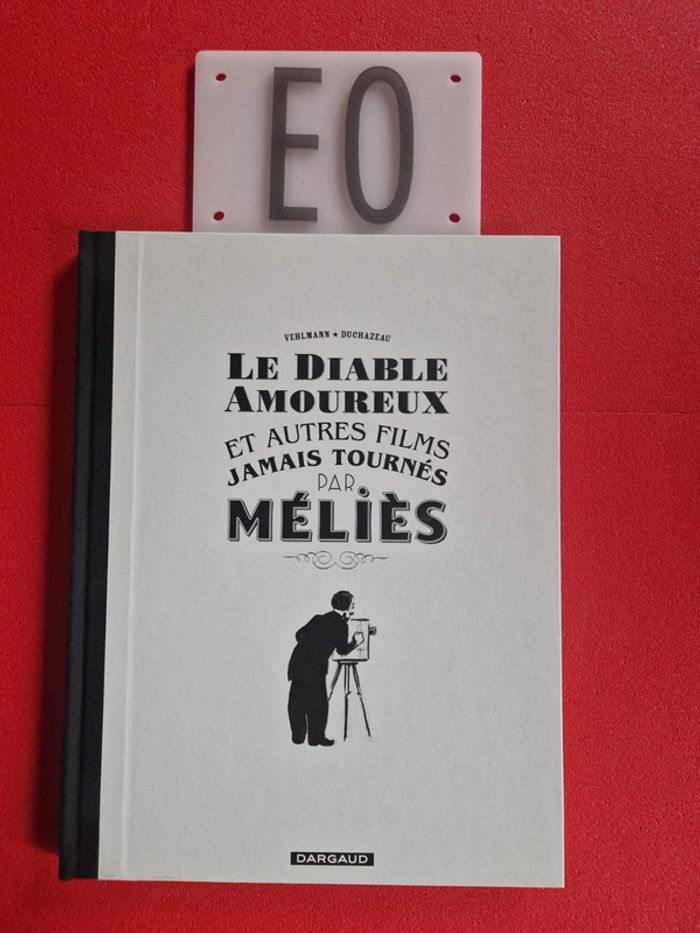 EO
VEHLMANN ★ DUCHAZEAU
LE DIABLE
AMOUREUX
ET AUTRES FILMS
JAMAIS TOURNÉS
PAR
MÉLIÈS
DARGAUD